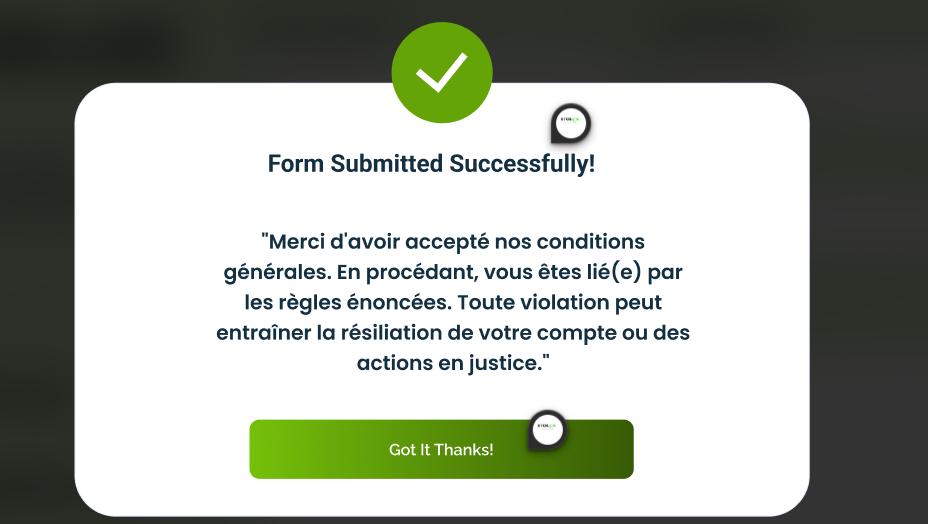 Form Submitted Successfully!
"Merci d'avoir accepté nos conditions
générales. En procédant, vous êtes lié(e) par
les règles énoncées. Toute violation peut
entraîner la résiliation de votre compte ou des
actions en justice."
Got It Thanks!